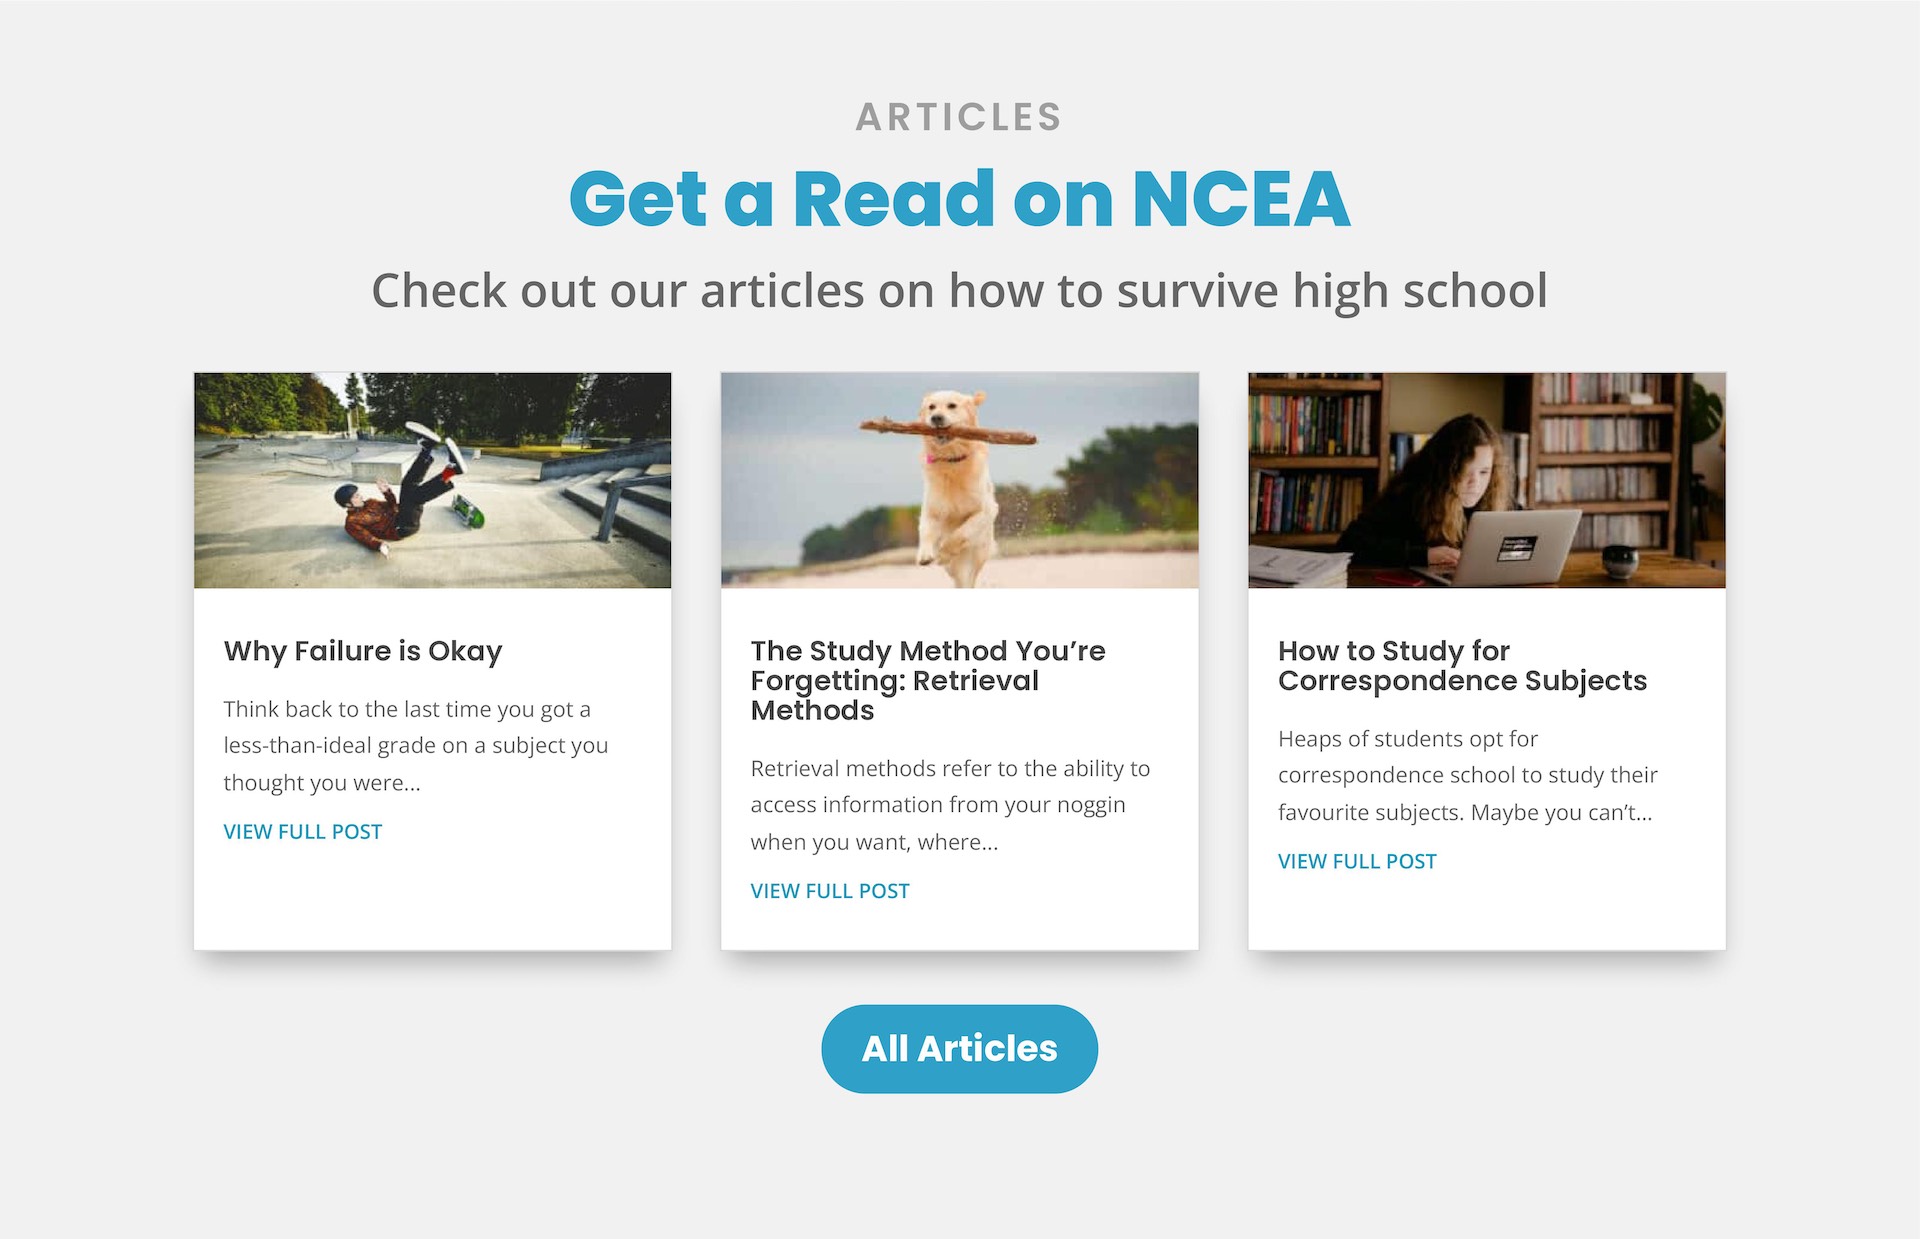 ARTICLES
Get a Read on NCEA
Check out our articles on how to survive high school
Why Failure is Okay
Think back to the last time you got a
less-than-ideal grade on a subject you
thought you were...
VIEW FULL POST
The Study Method You’re
Forgetting: Retrieval
Methods
Retrieval methods refer to the ability to
access information from your noggin
when you want, where...
VIEW FULL POST
How to Study for
Correspondence Subjects
Heaps of students opt for
correspondence school to study their
favourite subjects. Maybe you can’t...
VIEW FULL POST
All Articles